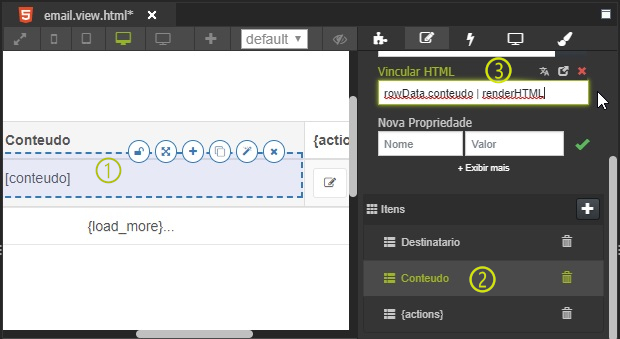 email.view.html*
default
Conteudo
{action
[conteudo]
{load_more}...
1
Vincular HTML
3
rowData.conteudo | renderHTML
Nova Propriedade
Nome
Valor
+ Exibir mais
Itens
Destinatario
Conteudo
2
{actions}